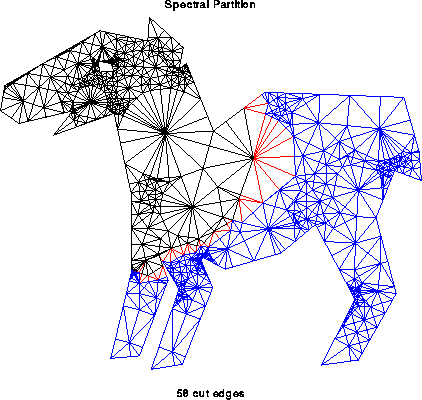 Spectral Partition
58 cut edges